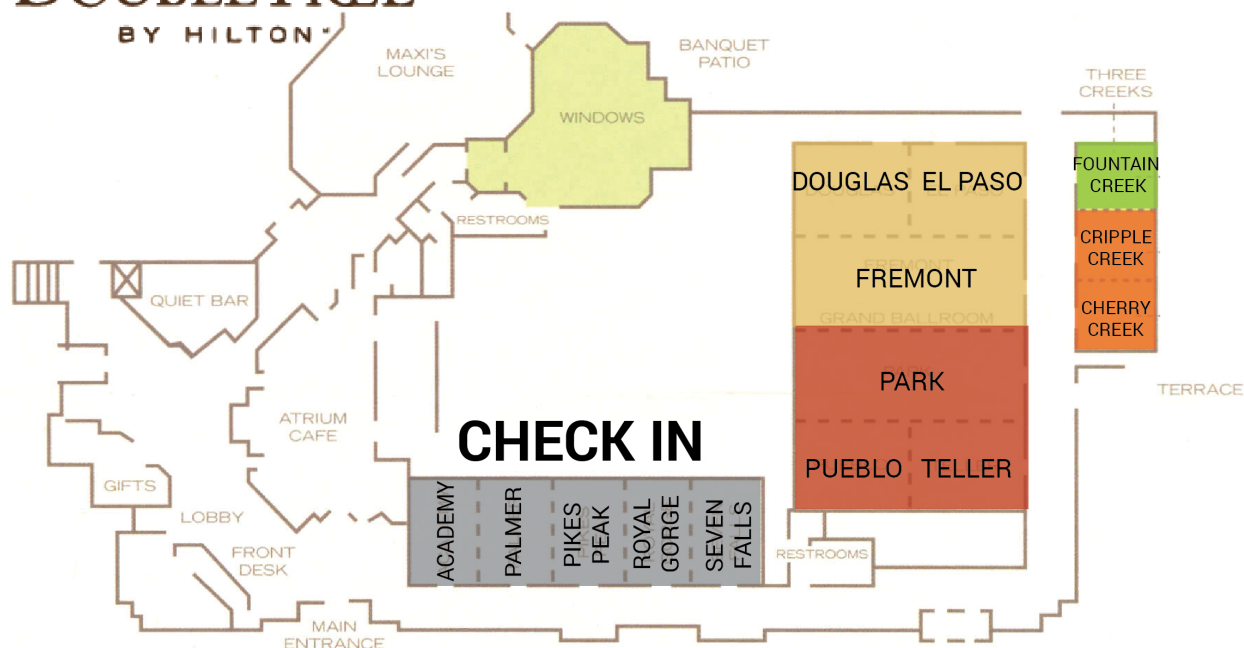 DOUBLETREE
BY HILTON
MAXI'S
LOUNGE
BANQUET
PATIO
THREE
CREEKS
WINDOWS
FOUNTAIN
CREEK
DOUGLAS
EL PASO
RESTROOMS
CRIPPLE
CREEK
FREMONT
QUIET BAR
CHERRY
CREEK
GRAND BALLROOM
PARK
TERRACE
ATRIUM
CAFE
CHECK IN
PUEBLO
TELLER
GIFTS
ACADEMY
PALMER
PIKES
PEAK
ROYAL
GORGE
SEVEN
FALLS
LOBBY
FRONT
DESK
RESTROOMS
MAIN
ENTRANCE